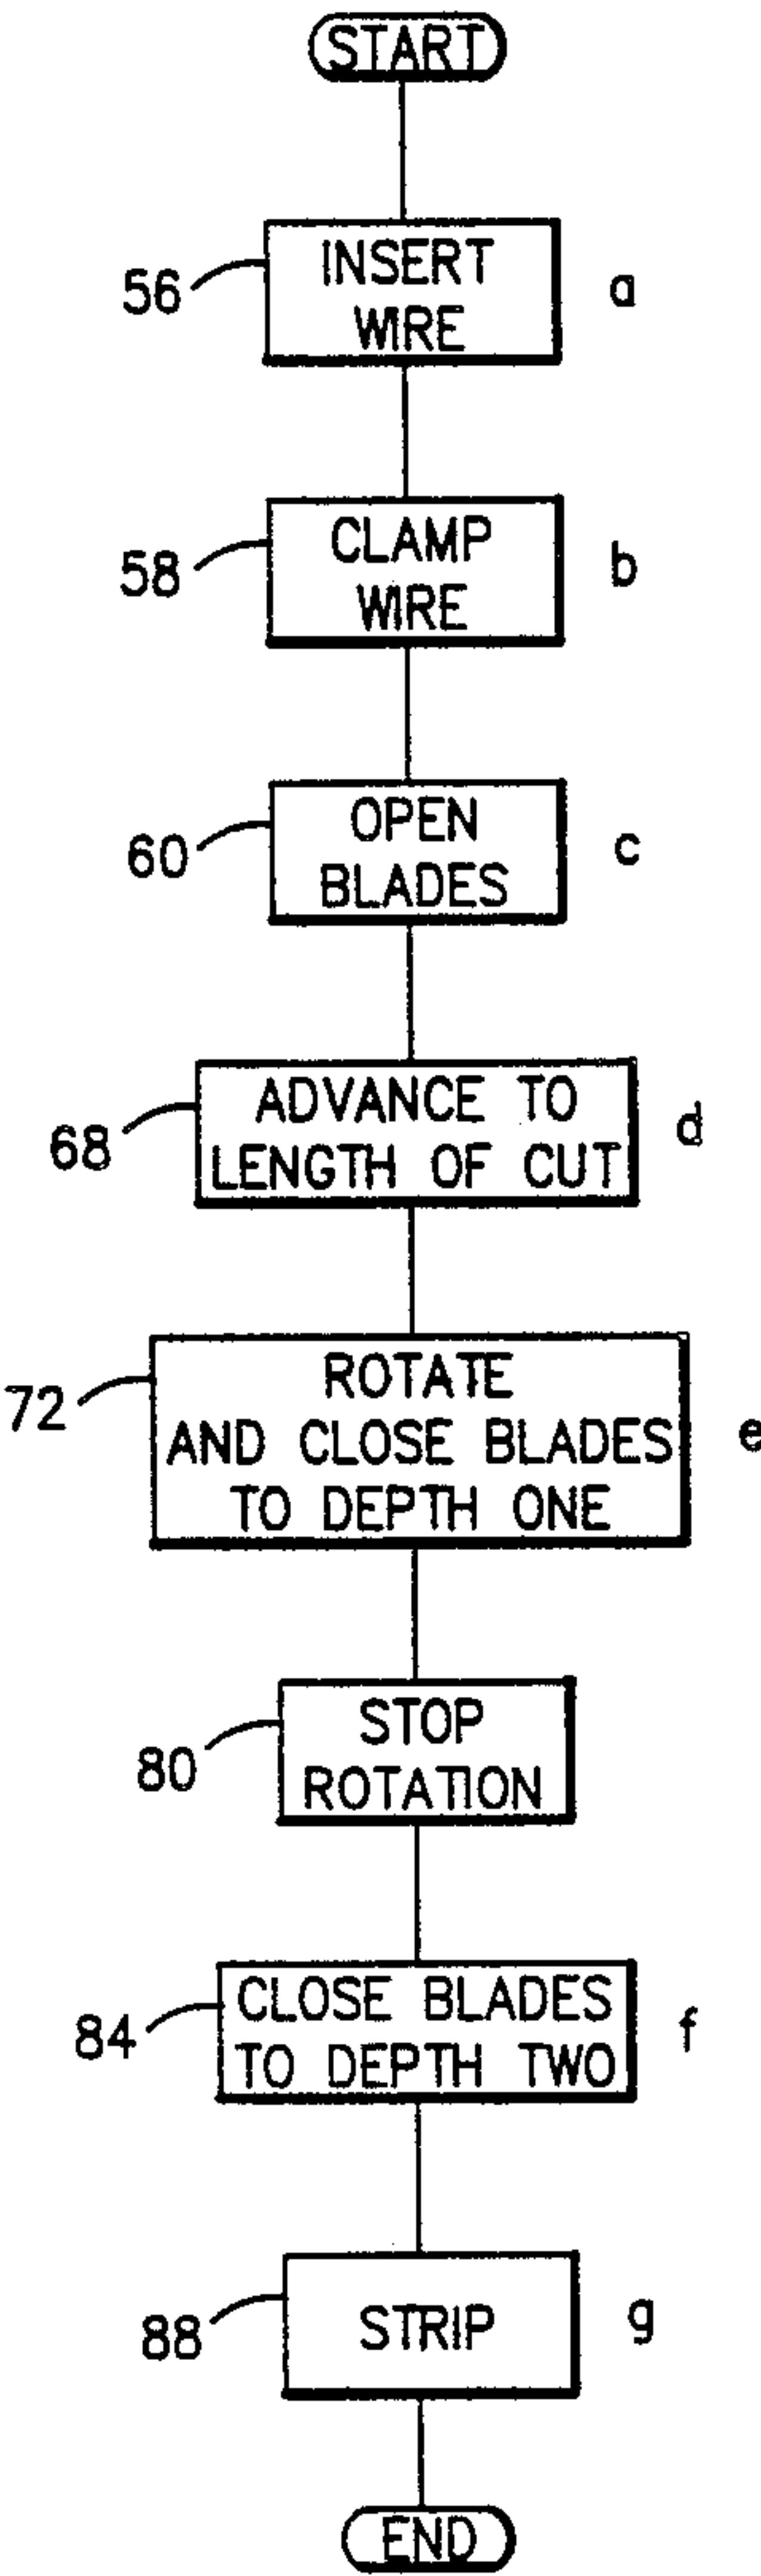 START
56
INSERT
WIRE
a
58
CLAMP
WIRE
b
60
OPEN
BLADES
c
68
ADVANCE TO
LENGTH OF CUT
d
72
ROTATE
AND CLOSE BLADES
TO DEPTH ONE
e
80
STOP
ROTATION
84
CLOSE BLADES
TO DEPTH TWO
f
88
STRIP
g
END